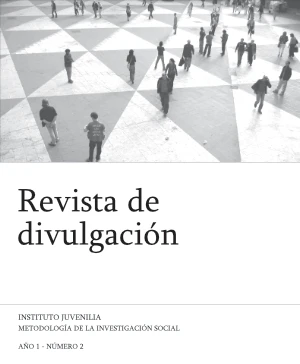 Revista de
divulgación
INSTITUTO JUVENILIA
METODOLOGÍA DE LA INVESTIGACIÓN SOCIAL
AÑO 1 - NÚMERO 2